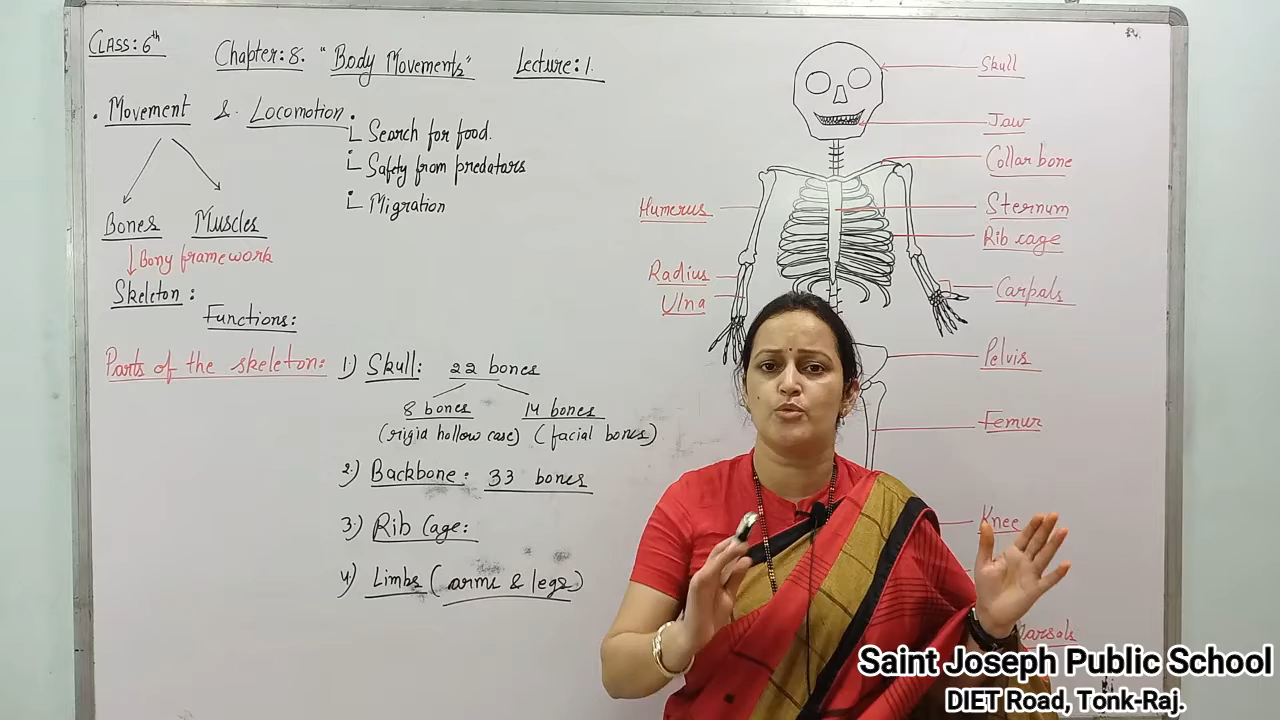 CLASS: 6th
Chapter: 8. "Body Movements" Lecture: 1.
. Movement & Locomotion
Search for food.
Safety from predatars
Migration
Bones Muscles
Bony framework
Skeleton:
Functions:
Parts of the skeleton:
1) Skull: 22 bones
8 bones 14 bones
(rigid hollow case) (facial bones)
2.) Backbone: 33 bones
3.) Rib Cage:
4) Limbs (arms & legs)
Skull
Jaw
Collar bone
Humerus
Sternum
Rib cage
Radius
Ulna
Carpals
Pelvis
Femur
Knee
Saint Joseph Public School
DIET Road, Tonk-Raj.